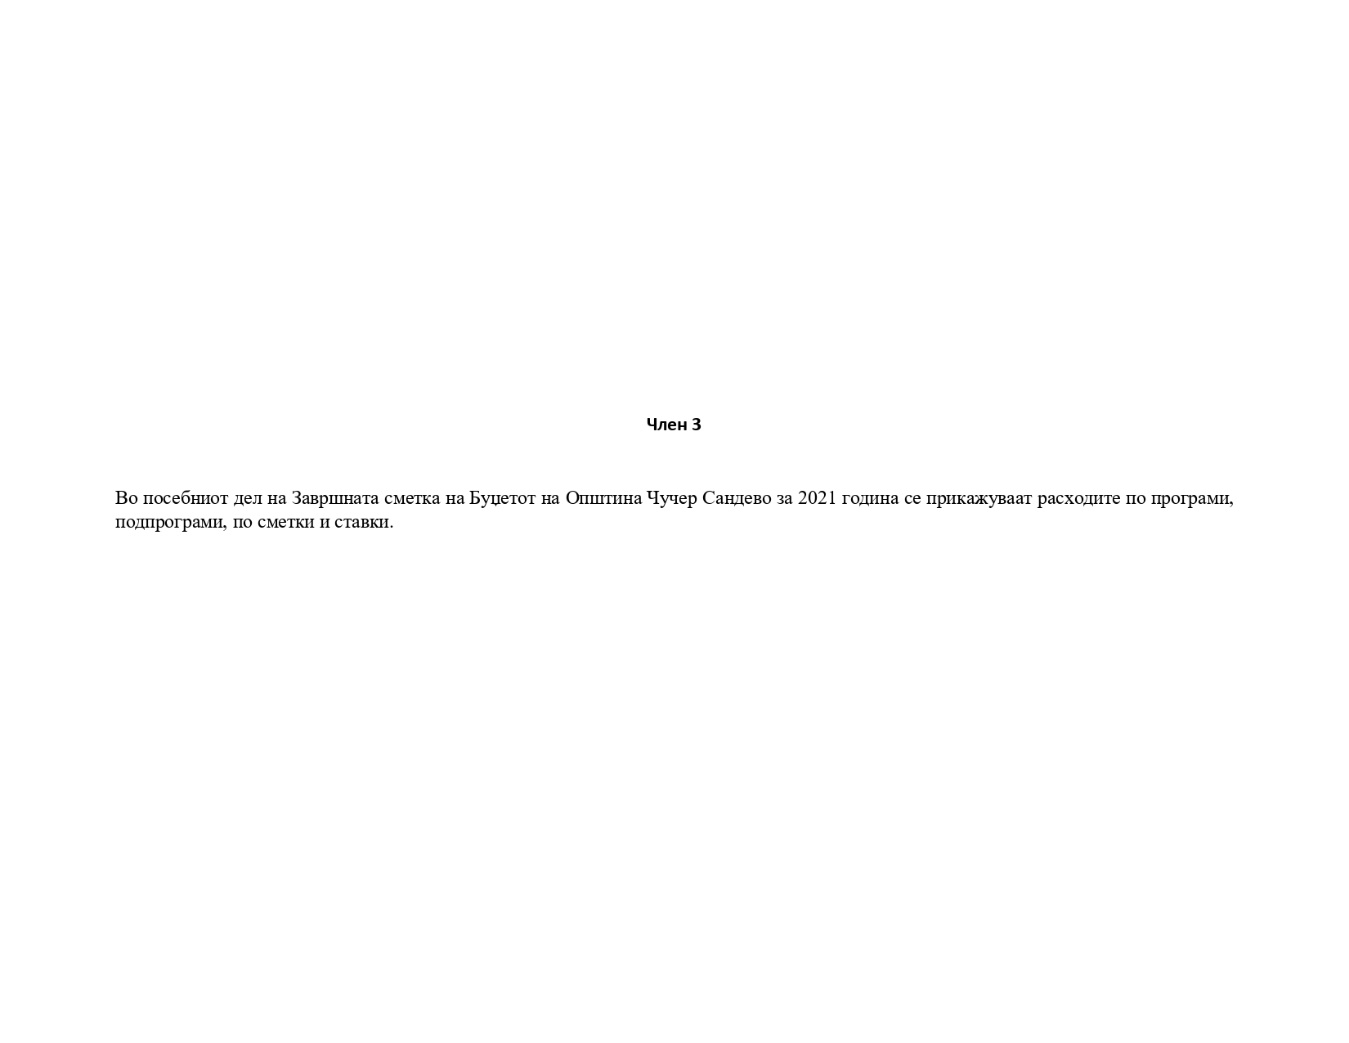 Член 3
Во посебниот дел на Завршната сметка на Буџетот на Општина Чучер Сандево за 2021 година се прикажуваат расходите по програми,
подпрограми, по сметки и ставки.